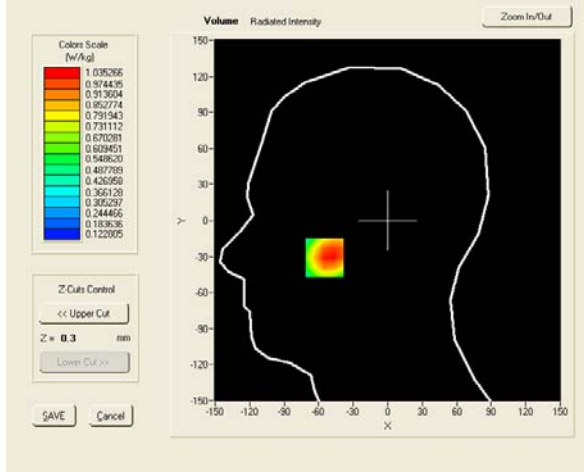 Volume Radiated Intensity
Zoom In/Out
Colors Scale
(W/kg)
1.035266
0.974435
0.913604
0.852774
0.791943
0.731112
0.670281
0.609451
0.548620
0.487789
0.426958
0.366128
0.305297
0.244466
0.183636
0.122805
Z-Cuts Control
<< Upper Cut
Z = 0.3 mm
Lower Cut >>
SAVE Cancel
150
120
90
60
30
0
-30
-60
-90
-120
-150
Y
-150 -120 -90 -60 -30 0 30 60 90 120 150
X